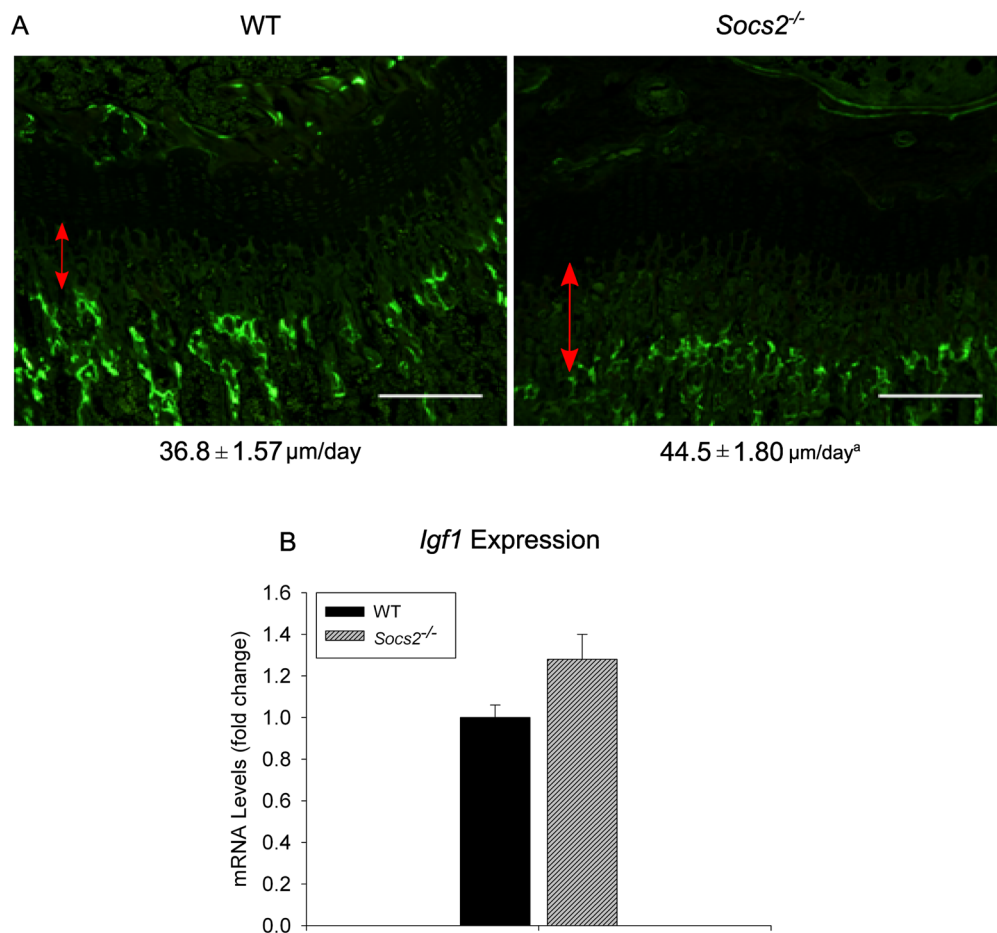 A
WT
Socs2-/-
36.8 ± 1.57 µm/day
44.5 ± 1.80 µm/dayᵃ
B
Igf1 Expression
mRNA Levels (fold change)
1.6
1.4
1.2
1.0
0.8
0.6
0.4
0.2
0.0
WT
Socs2-/-